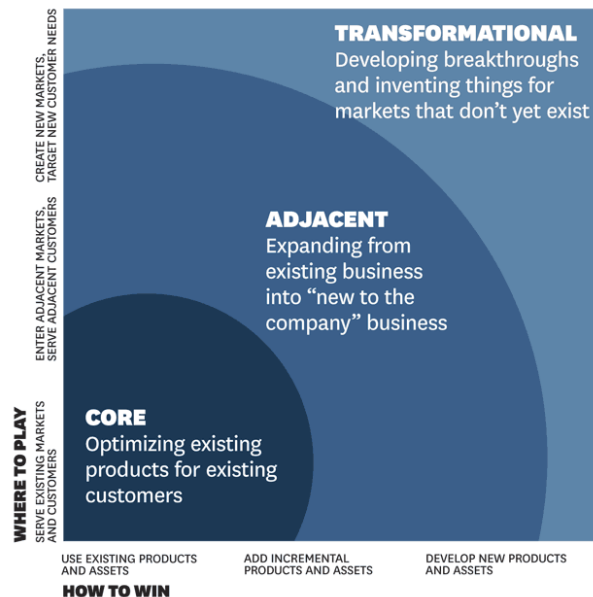 TRANSFORMATIONAL
Developing breakthroughs
and inventing things for
markets that don’t yet exist
ADJACENT
Expanding from
existing business
into “new to the
company” business
CORE
Optimizing existing
products for existing
customers
WHERE TO PLAY
CREATE NEW MARKETS,
TARGET NEW CUSTOMER NEEDS
ENTER ADJACENT MARKETS,
SERVE ADJACENT CUSTOMERS
SERVE EXISTING MARKETS
AND CUSTOMERS
USE EXISTING PRODUCTS
AND ASSETS
ADD INCREMENTAL
PRODUCTS AND ASSETS
DEVELOP NEW PRODUCTS
AND ASSETS
HOW TO WIN